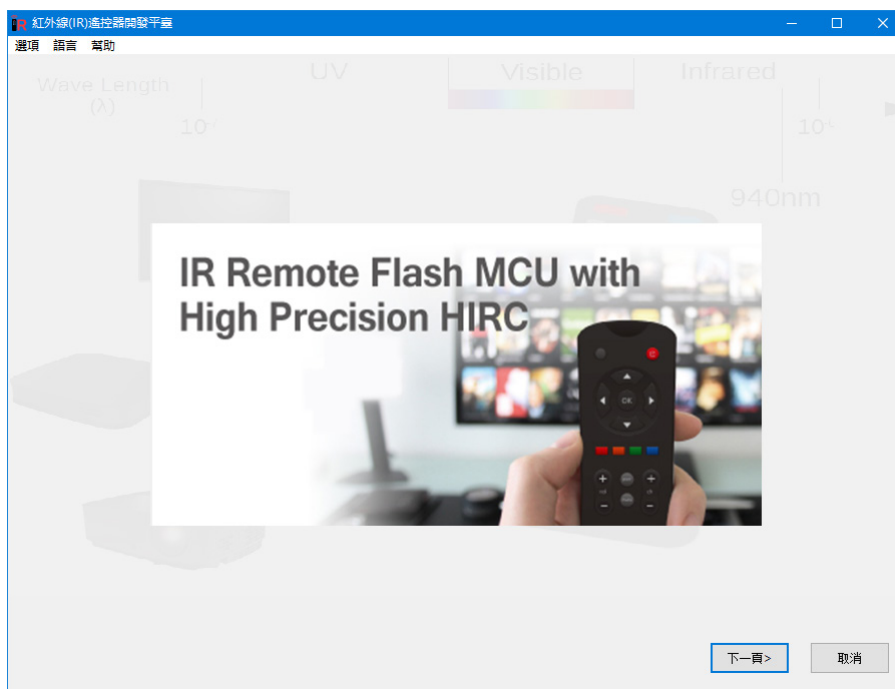 紅外線(IR)遙控器開發平臺
選項 語言 幫助
Wave Length
(λ)
UV
Visible
Infrared
940nm
IR Remote Flash MCU with
High Precision HIRC
OK
下一頁>
取消